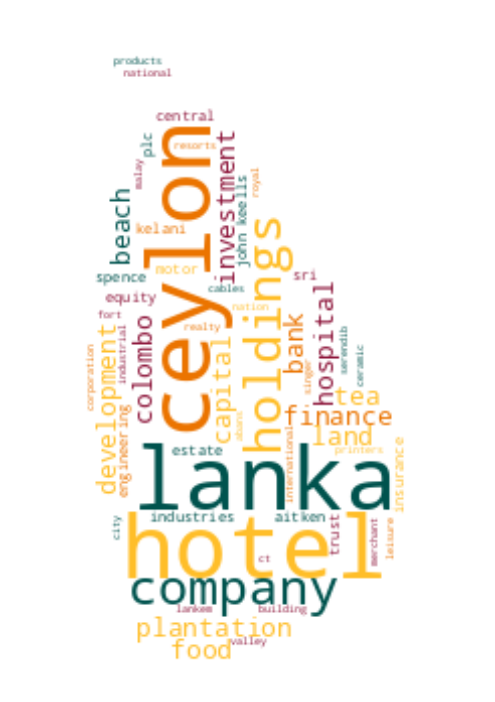 products
national
central
plc
resorts
ceylon
investment
malay
royal
beach
john keells
holdings
kelani
motor
spence
sri
cables
equity
hospital
nation
fort
colombo
industrial
realty
bank
serendib
development
capital
corporation
ceramic
singer
tea
engineering
abans
finance
land
international
lanka
estate
printers
insurance
city
industries
aitken
hotel
trust
merchant
leisure
ct
company
lankem
building
plantation
valley
food